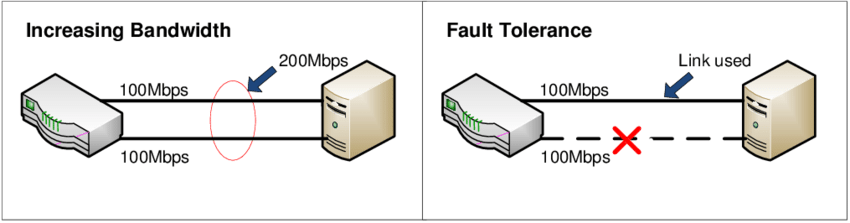 Increasing Bandwidth
200Mbps
100Mbps
100Mbps
Fault Tolerance
Link used
100Mbps
100Mbps